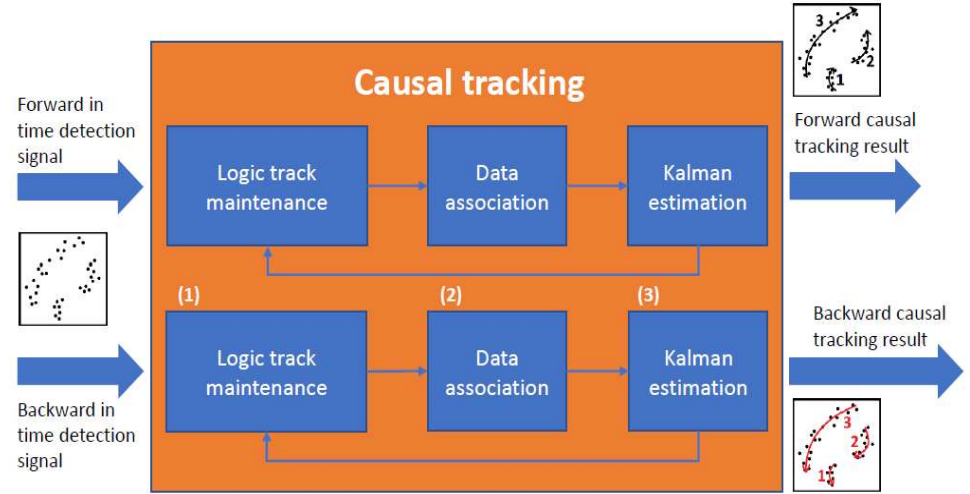 Causal tracking
Forward in
time detection
signal
Logic track
maintenance
Data
association
Kalman
estimation
3
2
1
Forward causal
tracking result
(1)
(2)
(3)
Logic track
maintenance
Data
association
Kalman
estimation
Backward in
time detection
signal
Backward causal
tracking result
3
2
1